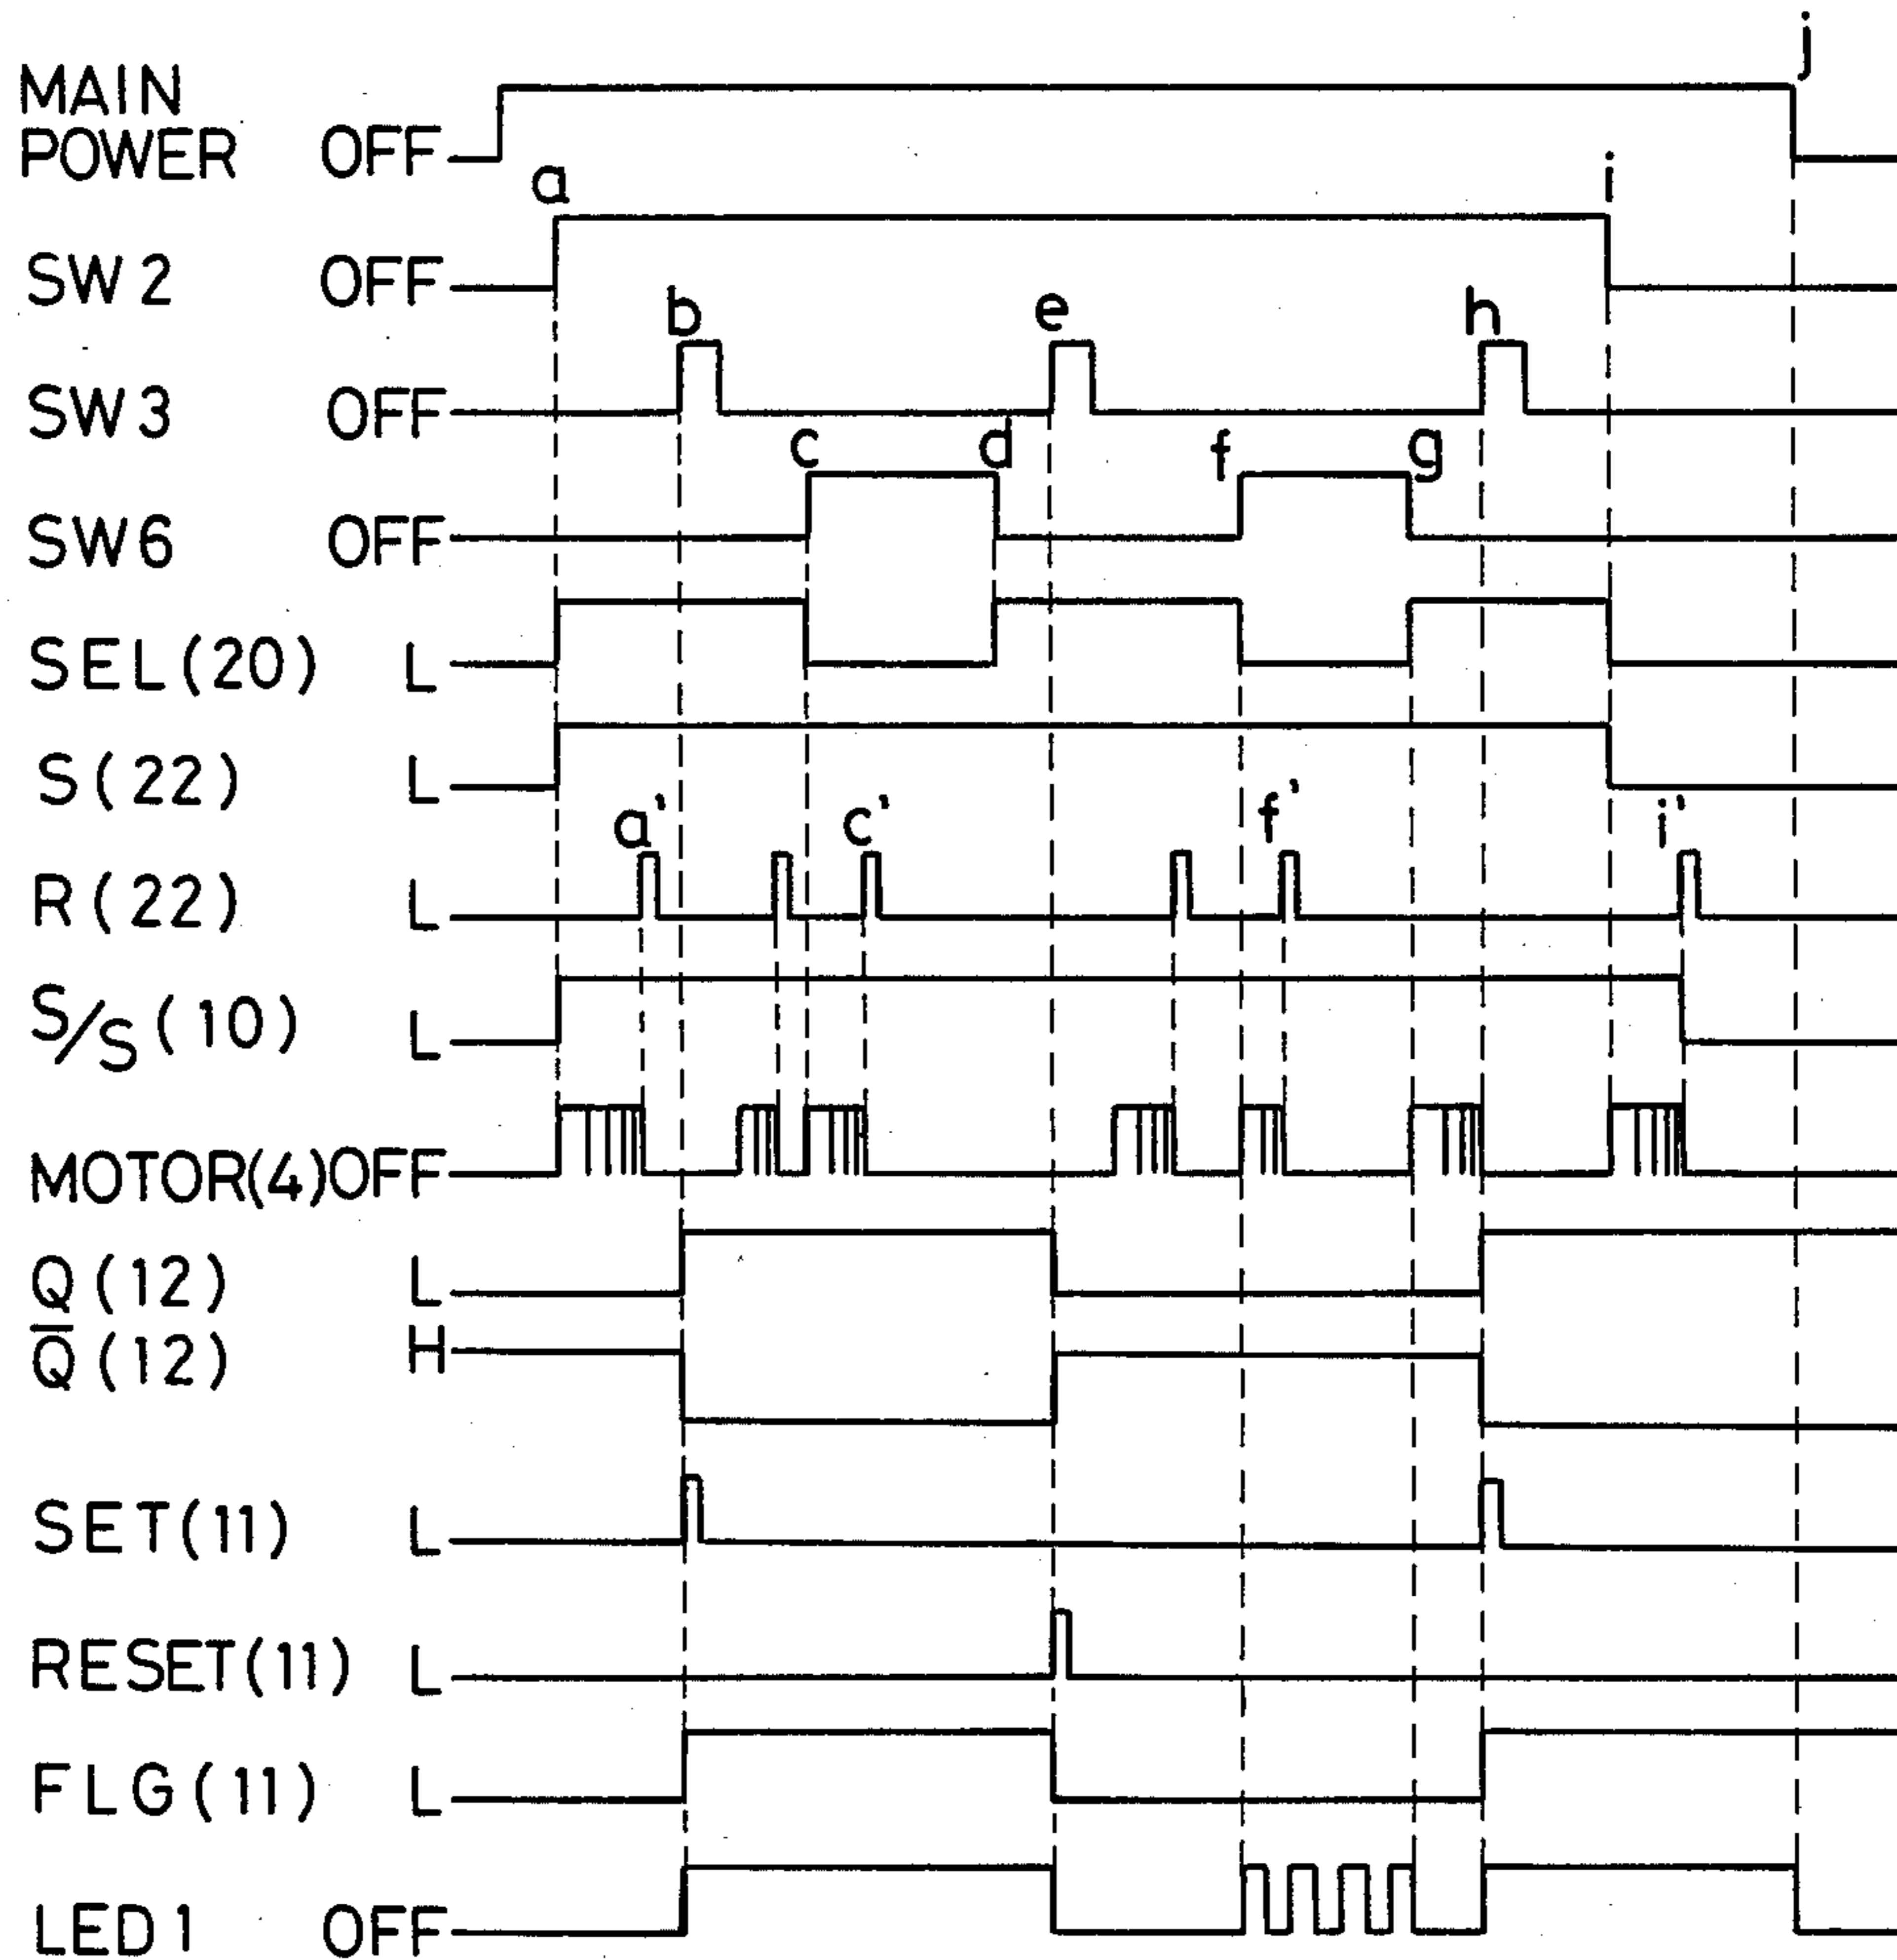 j
MAIN
POWER OFF
a i
SW2 OFF
b e h
SW3 OFF
c d f g
SW6 OFF
SEL(20) L
S(22) L
a' c' f' i'
R(22) L
S/S(10) L
MOTOR(4)OFF
Q(12) L
Q̅(12) H
SET(11) L
RESET(11) L
FLG(11) L
LED1 OFF